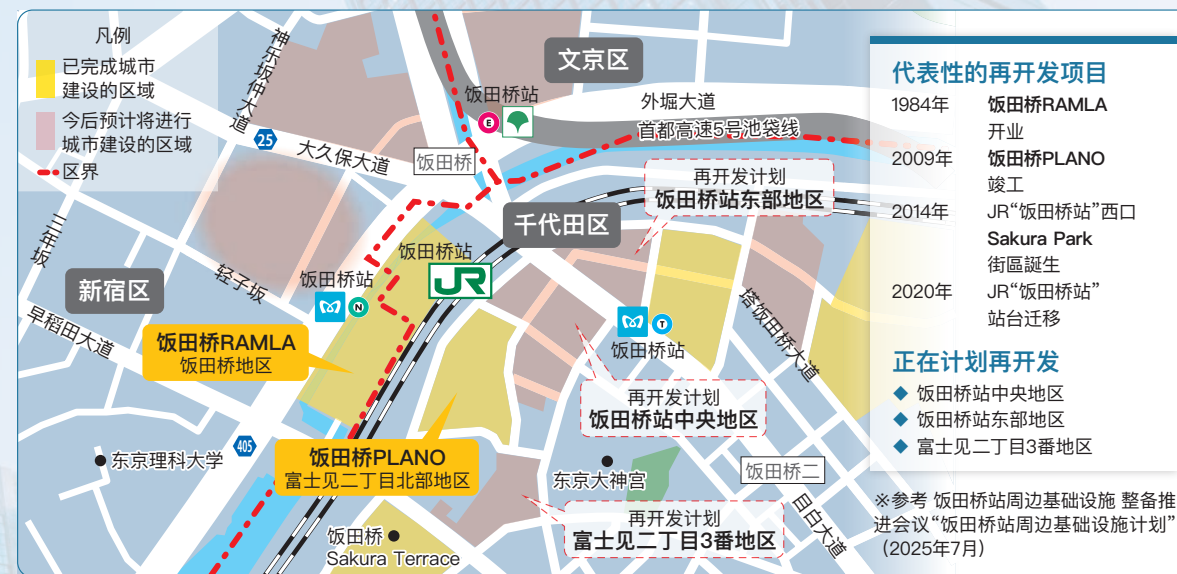 凡例
已完成城市
建设的区域
今后预计将进行
城市建设的区域
区界
神乐坂仲大道
25
大久保大道
饭田桥
文京区
饭田桥站
E
外堀大道
首都高速5号池袋线
再开发计划
饭田桥站东部地区
千代田区
饭田桥站
JR
饭田桥站
N
三年坂
轻子坂
新宿区
早稻田大道
饭田桥RAMLA
饭田桥地区
T
饭田桥站
塔饭田桥大道
再开发计划
饭田桥站中央地区
405
东京理科大学
饭田桥PLANO
富士见二丁目北部地区
东京大神宫
饭田桥二
目白大道
再开发计划
富士见二丁目3番地区
饭田桥
Sakura Terrace
代表性的再开发项目
1984年 饭田桥RAMLA
开业
2009年 饭田桥PLANO
竣工
2014年 JR“饭田桥站”西口
Sakura Park
街區誕生
2020年 JR“饭田桥站”
站台迁移
正在计划再开发
◆ 饭田桥站中央地区
◆ 饭田桥站东部地区
◆ 富士见二丁目3番地区
※参考 饭田桥站周边基础设施 整备推
进会议“饭田桥站周边基础设施计划”
(2025年7月)